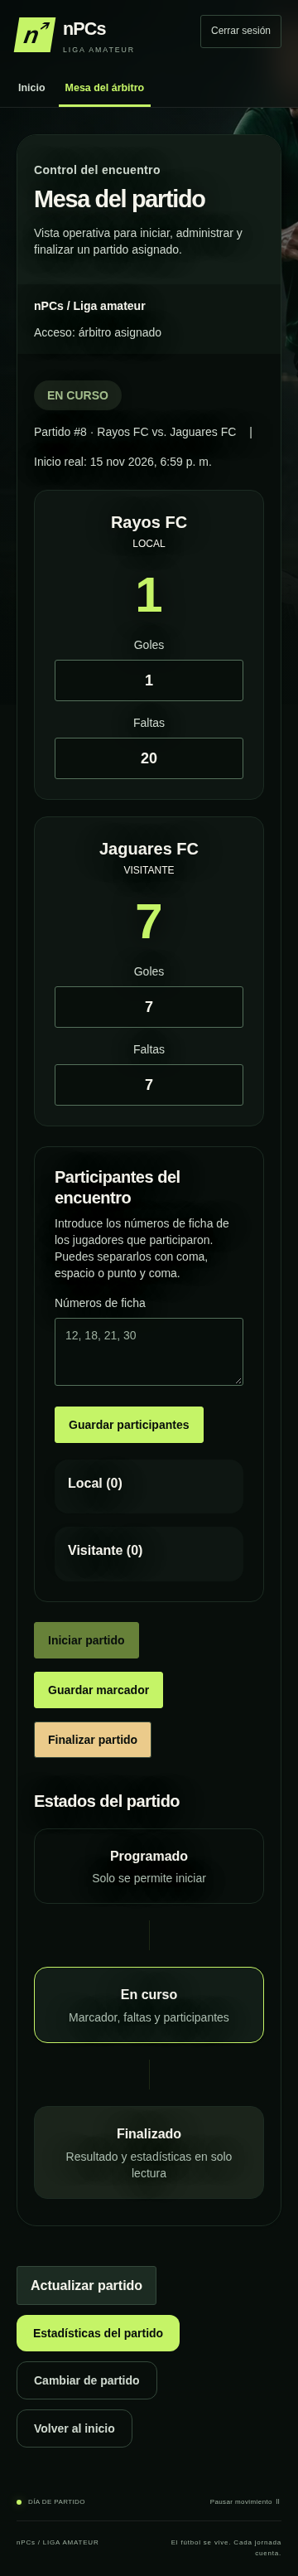 n↗
nPCs
LIGA AMATEUR
Cerrar sesión
Inicio
Mesa del árbitro
Control del encuentro
Mesa del partido
Vista operativa para iniciar, administrar y
finalizar un partido asignado.
nPCs / Liga amateur
Acceso: árbitro asignado
EN CURSO
Partido #8 · Rayos FC vs. Jaguares FC |
Inicio real: 15 nov 2026, 6:59 p. m.
Rayos FC
LOCAL
1
Goles
1
Faltas
20
Jaguares FC
VISITANTE
7
Goles
7
Faltas
7
Participantes del
encuentro
Introduce los números de ficha de
los jugadores que participaron.
Puedes separarlos con coma,
espacio o punto y coma.
Números de ficha
12, 18, 21, 30
Guardar participantes
Local (0)
Visitante (0)
Iniciar partido
Guardar marcador
Finalizar partido
Estados del partido
Programado
Solo se permite iniciar
En curso
Marcador, faltas y participantes
Finalizado
Resultado y estadísticas en solo
lectura
Actualizar partido
Estadísticas del partido
Cambiar de partido
Volver al inicio
DÍA DE PARTIDO
Pausar movimiento II
nPCs / LIGA AMATEUR
El fútbol se vive. Cada jornada
cuenta.